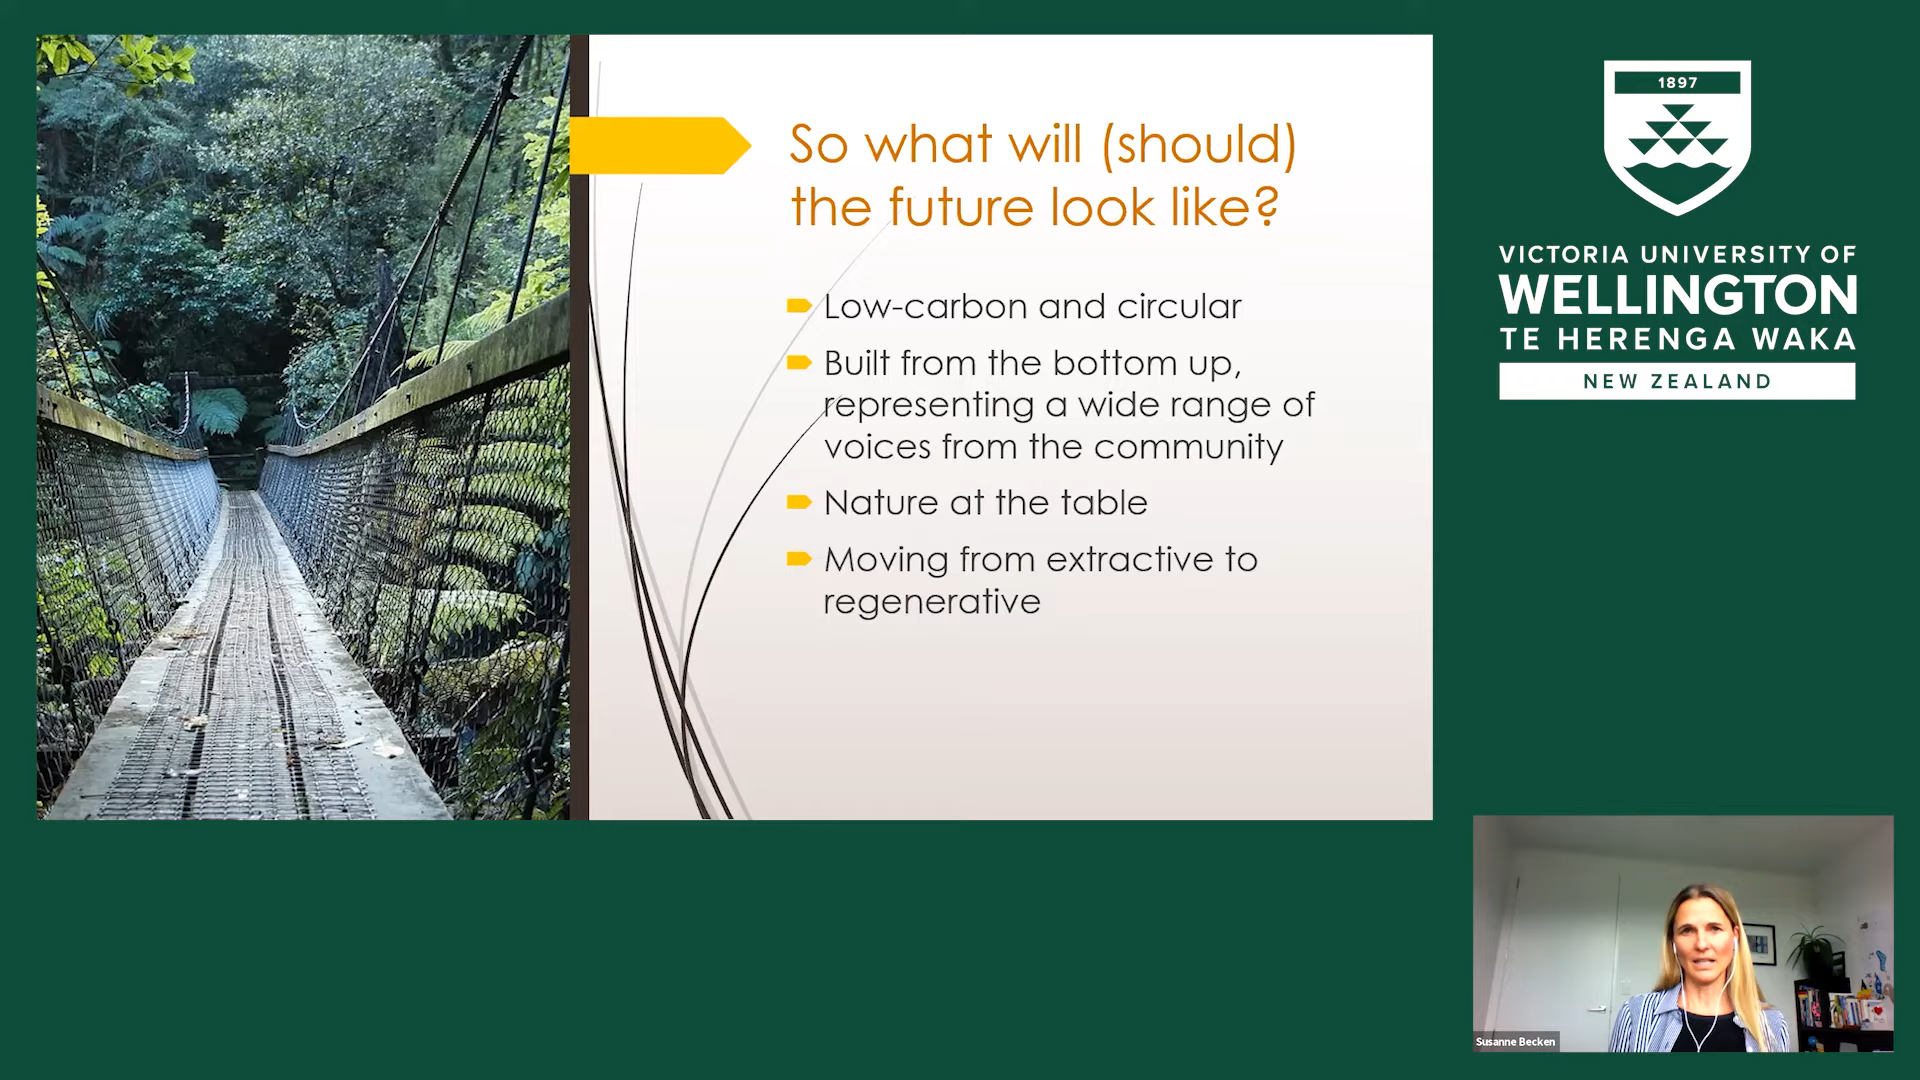 So what will (should)
the future look like?
Low-carbon and circular
Built from the bottom up,
representing a wide range of
voices from the community
Nature at the table
Moving from extractive to
regenerative
1897
VICTORIA UNIVERSITY OF
WELLINGTON
TE HERENGA WAKA
NEW ZEALAND
Susanne Becken